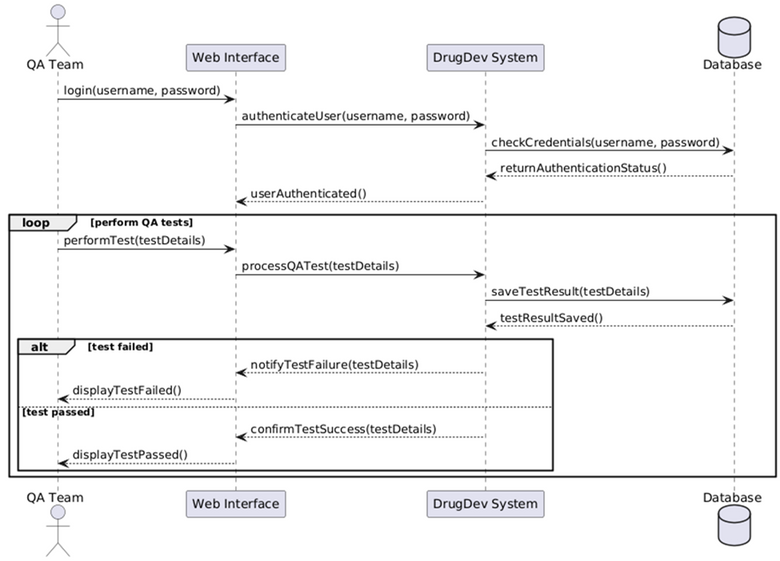 QA Team
Web Interface
DrugDev System
Database
login(username, password)
authenticateUser(username, password)
checkCredentials(username, password)
returnAuthenticationStatus()
userAuthenticated()
loop [perform QA tests]
performTest(testDetails)
processQATest(testDetails)
saveTestResult(testDetails)
testResultSaved()
alt [test failed]
notifyTestFailure(testDetails)
displayTestFailed()
[test passed]
confirmTestSuccess(testDetails)
displayTestPassed()
QA Team
Web Interface
DrugDev System
Database